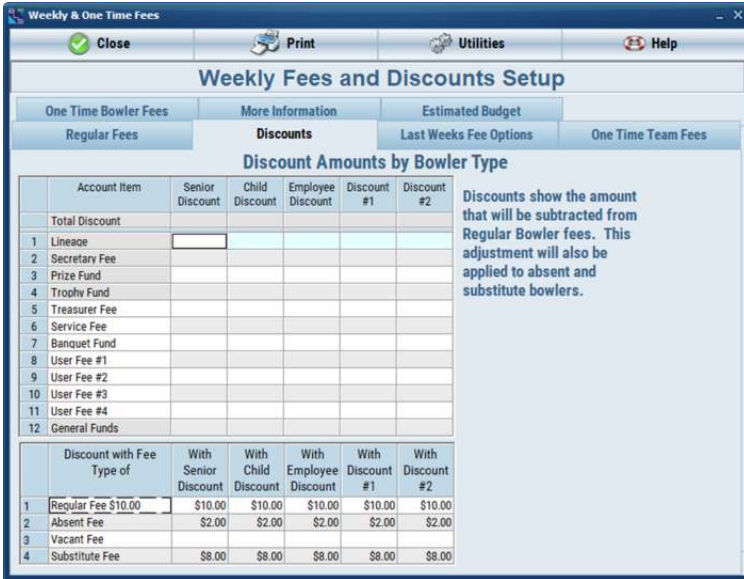 Weekly & One Time Fees
Close Print Utilities Help
Weekly Fees and Discounts Setup
One Time Bowler Fees More Information Estimated Budget
Regular Fees Discounts Last Weeks Fee Options One Time Team Fees
Discount Amounts by Bowler Type
Account Item Senior Discount Child Discount Employee Discount Discount #1 Discount #2
Total Discount
1 Lineage
2 Secretary Fee
3 Prize Fund
4 Trophy Fund
5 Treasurer Fee
6 Service Fee
7 Banquet Fund
8 User Fee #1
9 User Fee #2
10 User Fee #3
11 User Fee #4
12 General Funds
Discounts show the amount
that will be subtracted from
Regular Bowler fees. This
adjustment will also be
applied to absent and
substitute bowlers.
Discount with Fee Type of With Senior Discount With Child Discount With Employee Discount With Discount #1 With Discount #2
1 Regular Fee $10.00 $10.00 $10.00 $10.00 $10.00 $10.00
2 Absent Fee $2.00 $2.00 $2.00 $2.00 $2.00
3 Vacant Fee
4 Substitute Fee $8.00 $8.00 $8.00 $8.00 $8.00